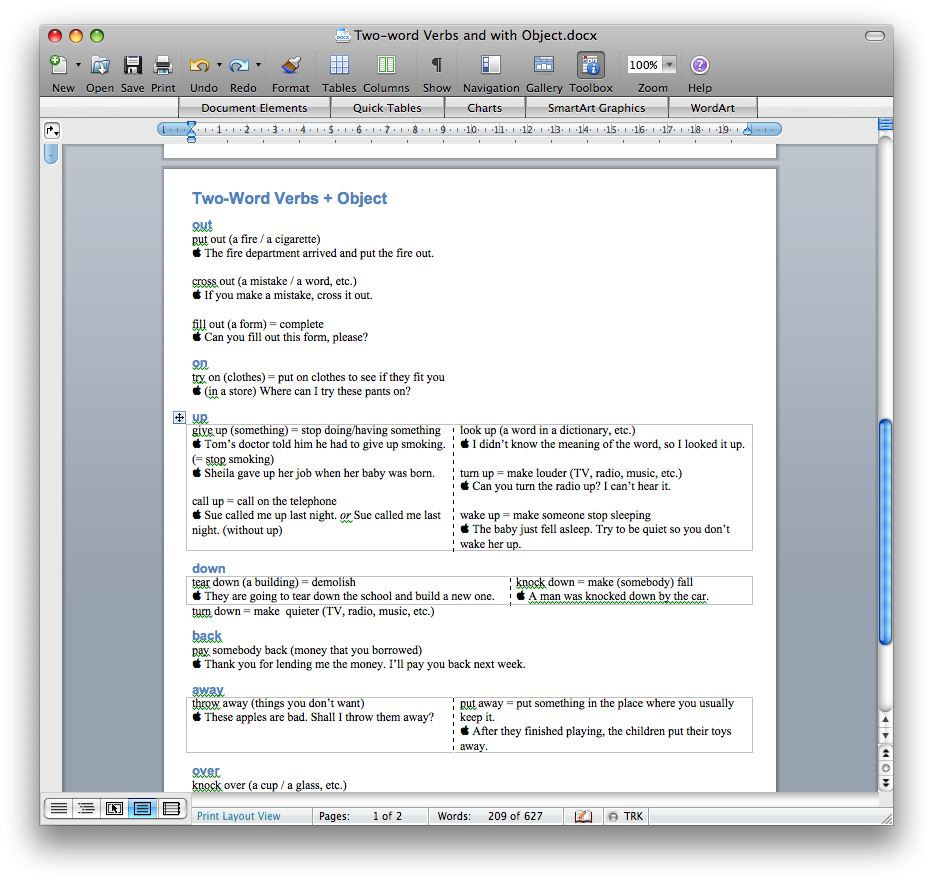 Two-word Verbs and with Object.docx
New Open Save Print Undo Redo Format Tables Columns Show Navigation Gallery Toolbox 100% Zoom Help
Document Elements Quick Tables Charts SmartArt Graphics WordArt
1 2 3 4 5 6 7 8 9 10 11 12 13 14 15 16 17 18 19
Two-Word Verbs + Object
out
put out (a fire / a cigarette)
The fire department arrived and put the fire out.
cross out (a mistake / a word, etc.)
If you make a mistake, cross it out.
fill out (a form) = complete
Can you fill out this form, please?
on
try on (clothes) = put on clothes to see if they fit you
(in a store) Where can I try these pants on?
up
give up (something) = stop doing/having something
Tom's doctor told him he had to give up smoking.
(= stop smoking)
Sheila gave up her job when her baby was born.
call up = call on the telephone
Sue called me up last night. or Sue called me last
night. (without up)
look up (a word in a dictionary, etc.)
I didn't know the meaning of the word, so I looked it up.
turn up = make louder (TV, radio, music, etc.)
Can you turn the radio up? I can't hear it.
wake up = make someone stop sleeping
The baby just fell asleep. Try to be quiet so you don't
wake her up.
down
tear down (a building) = demolish
They are going to tear down the school and build a new one.
knock down = make (somebody) fall
A man was knocked down by the car.
turn down = make quieter (TV, radio, music, etc.)
back
pay somebody back (money that you borrowed)
Thank you for lending me the money. I'll pay you back next week.
away
throw away (things you don't want)
These apples are bad. Shall I throw them away?
put away = put something in the place where you usually
keep it.
After they finished playing, the children put their toys
away.
over
knock over (a cup / a glass, etc.)
Print Layout View Pages: 1 of 2 Words: 209 of 627 TRK